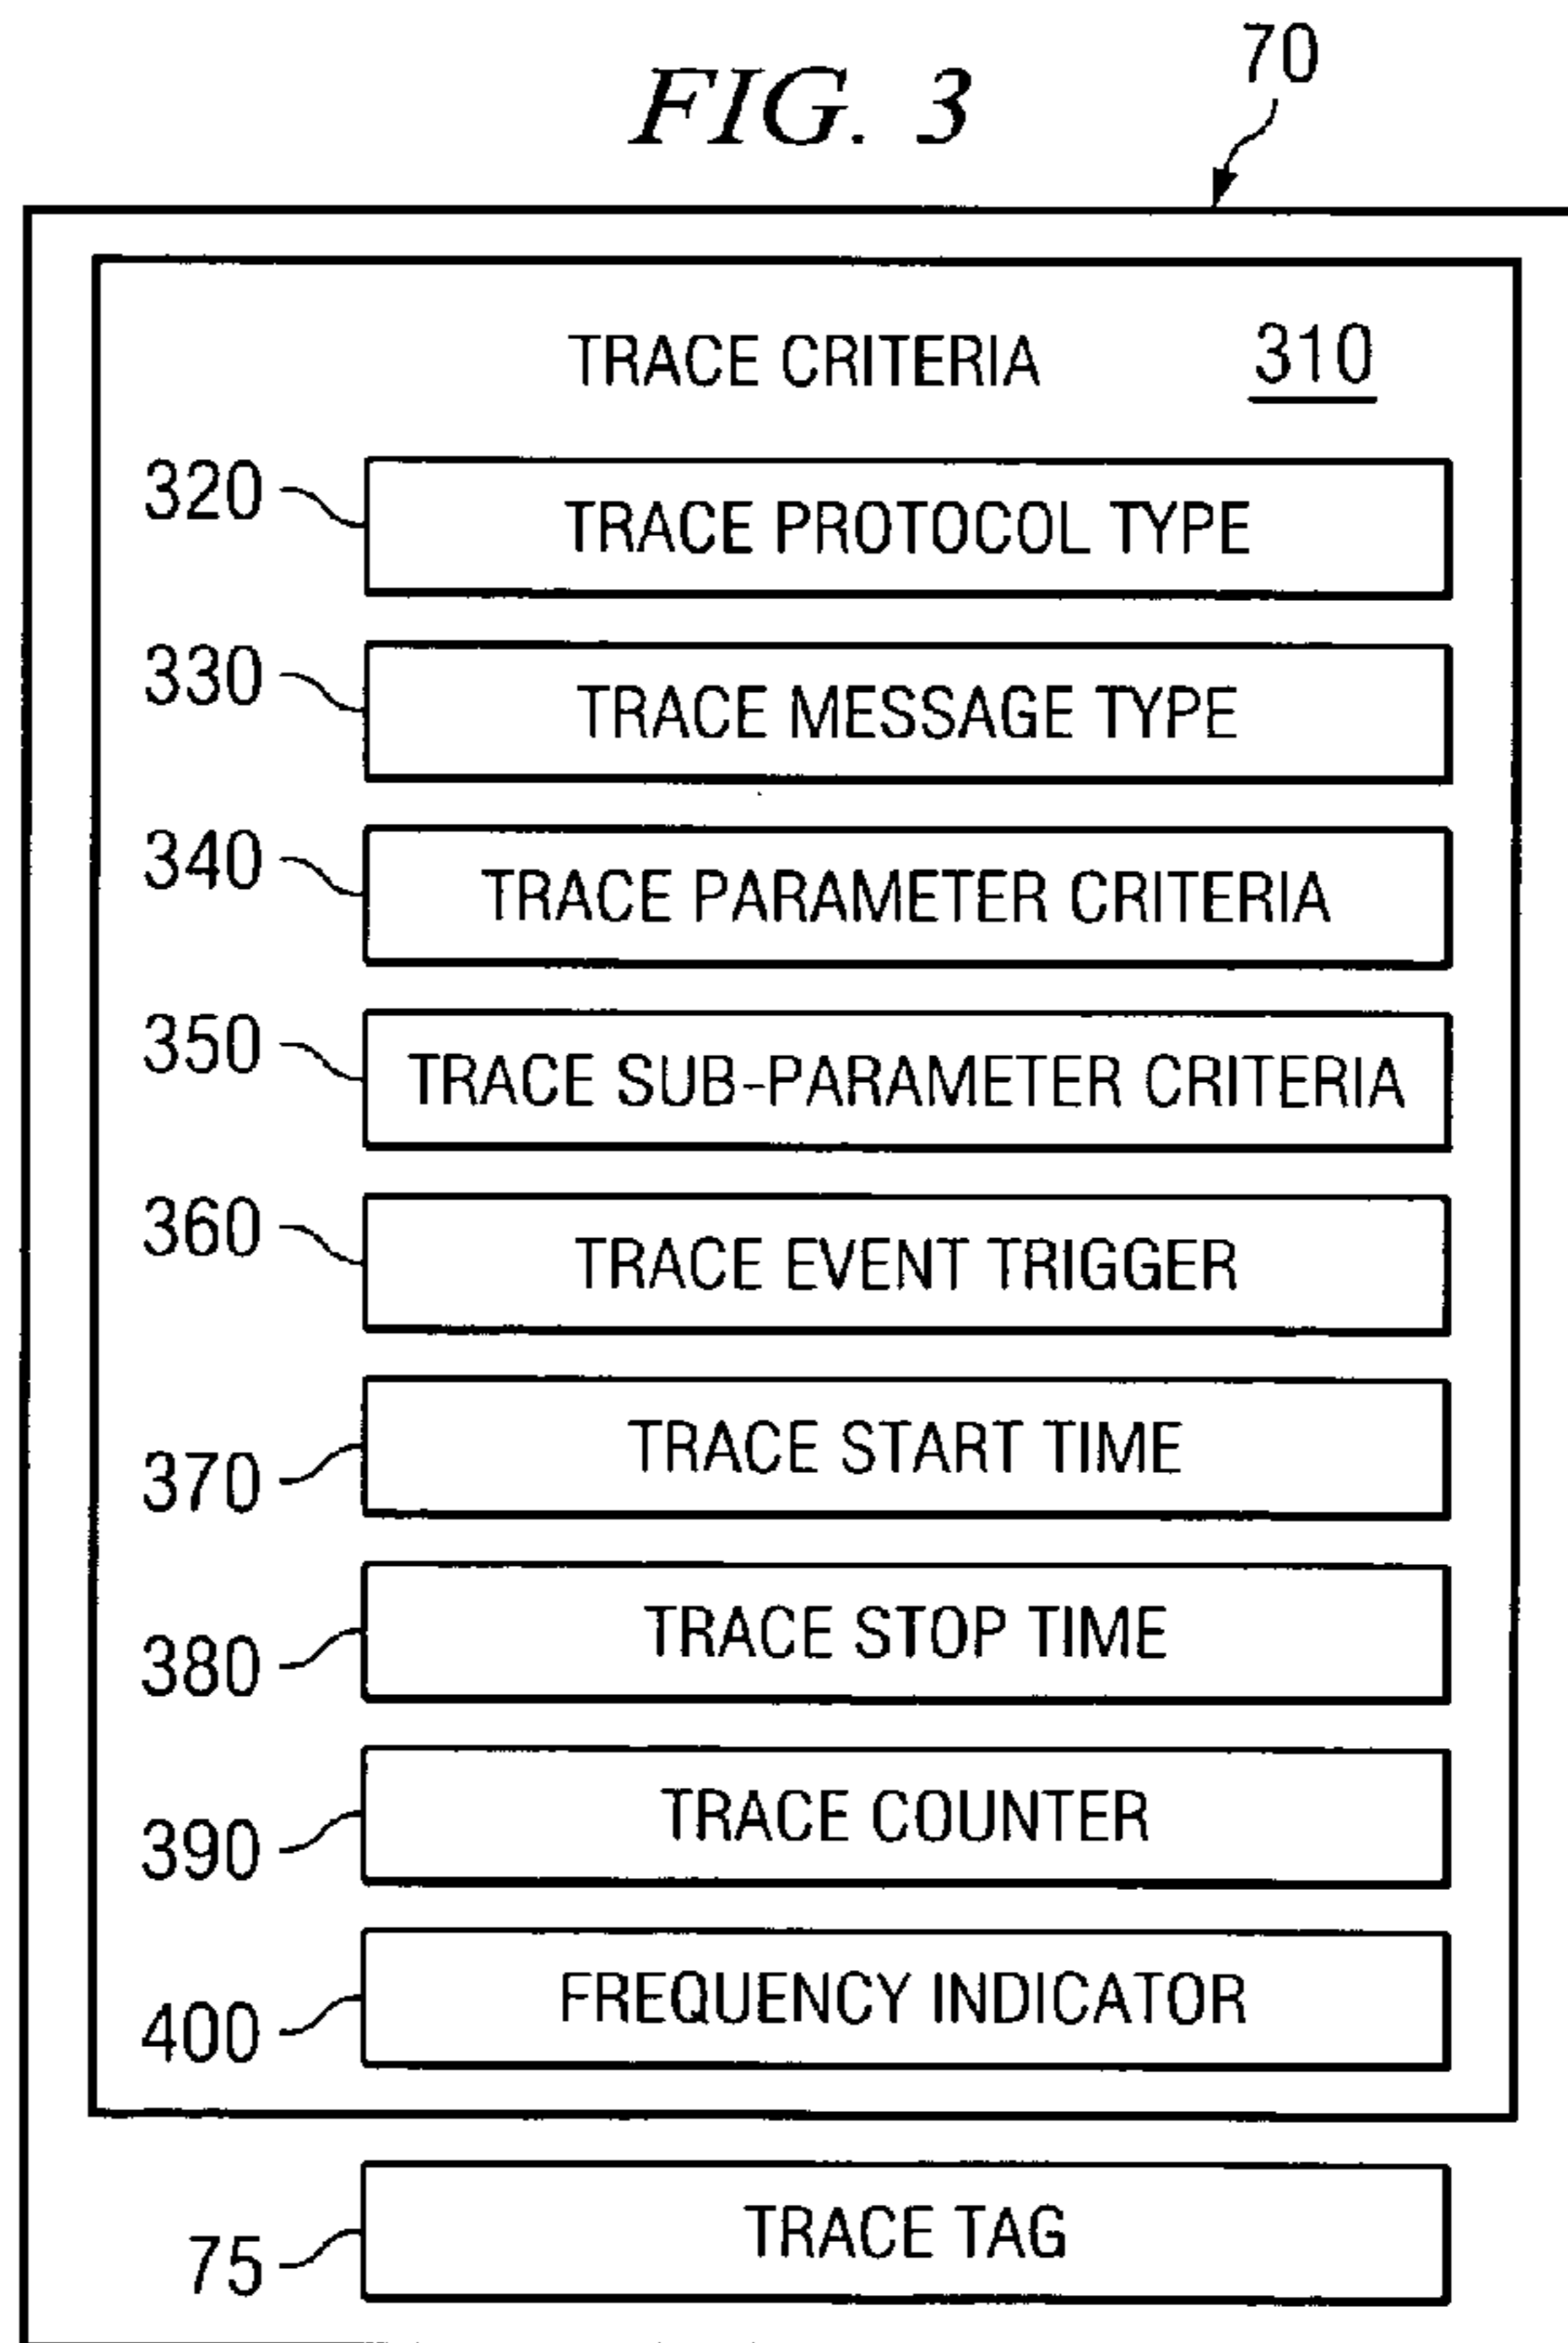 FIG. 3
70
TRACE CRITERIA 310
320 TRACE PROTOCOL TYPE
330 TRACE MESSAGE TYPE
340 TRACE PARAMETER CRITERIA
350 TRACE SUB-PARAMETER CRITERIA
360 TRACE EVENT TRIGGER
370 TRACE START TIME
380 TRACE STOP TIME
390 TRACE COUNTER
400 FREQUENCY INDICATOR
75 TRACE TAG